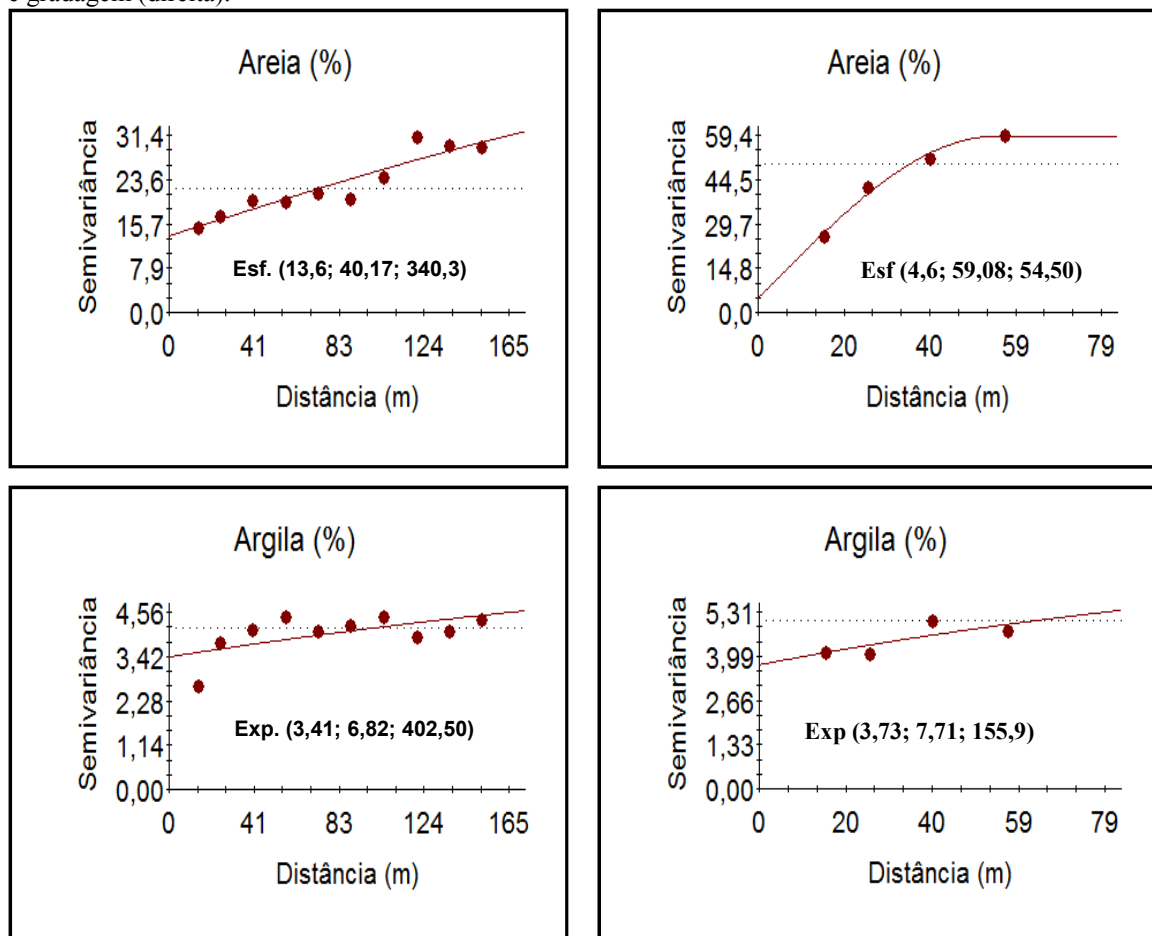 e gradagem (direita).
Areia (%)
Semivariância
31,4
23,6
15,7
7,9
0,0
Esf. (13,6; 40,17; 340,3)
0 41 83 124 165
Distância (m)
Areia (%)
Semivariância
59,4
44,5
29,7
14,8
0,0
Esf (4,6; 59,08; 54,50)
0 20 40 59 79
Distância (m)
Argila (%)
Semivariância
4,56
3,42
2,28
1,14
0,00
Exp. (3,41; 6,82; 402,50)
0 41 83 124 165
Distância (m)
Argila (%)
Semivariância
5,31
3,99
2,66
1,33
0,00
Exp (3,73; 7,71; 155,9)
0 20 40 59 79
Distância (m)